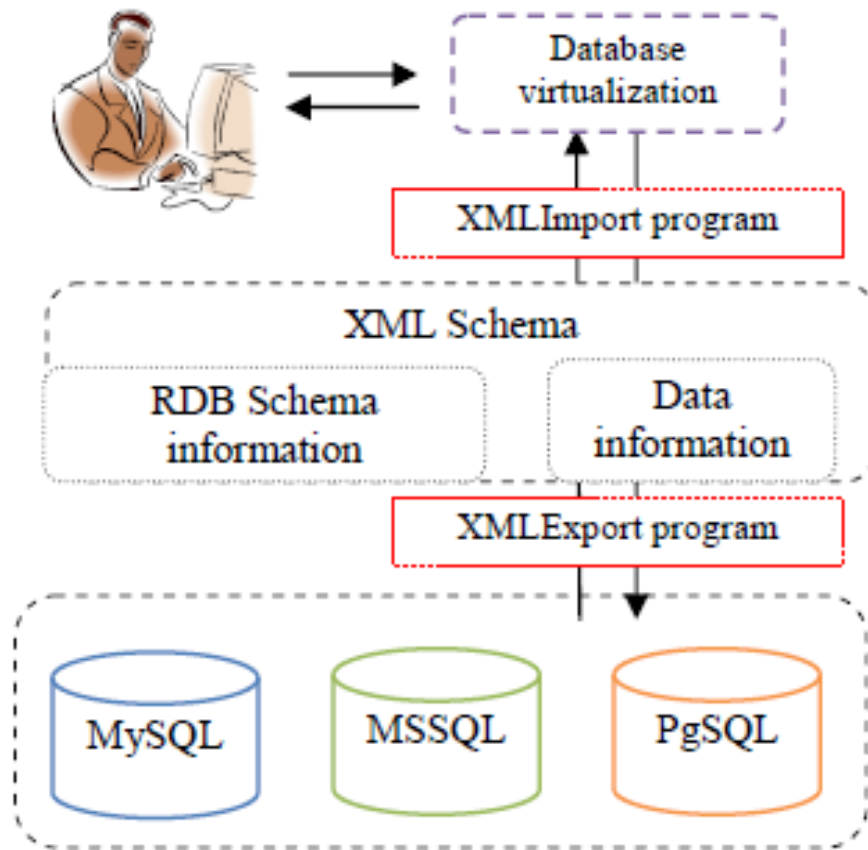 Database
virtualization
XMLImport program
XML Schema
RDB Schema
information
Data
information
XMLExport program
MySQL
MSSQL
PgSQL